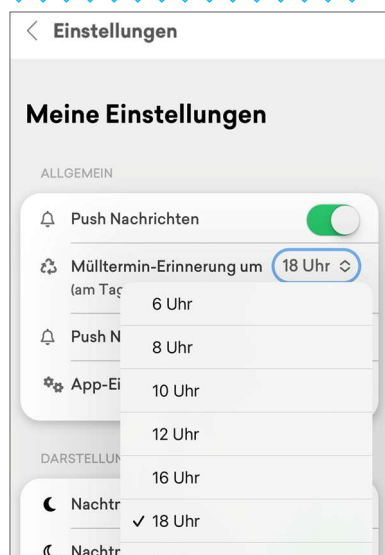 Einstellungen
Meine Einstellungen
ALLGEMEIN
Push Nachrichten
Mülltermin-Erinnerung um 18 Uhr
(am Tag
6 Uhr
Push N
8 Uhr
App-Ei
10 Uhr
12 Uhr
DARSTELLUN
16 Uhr
Nachtr
✓ 18 Uhr
Nachtr